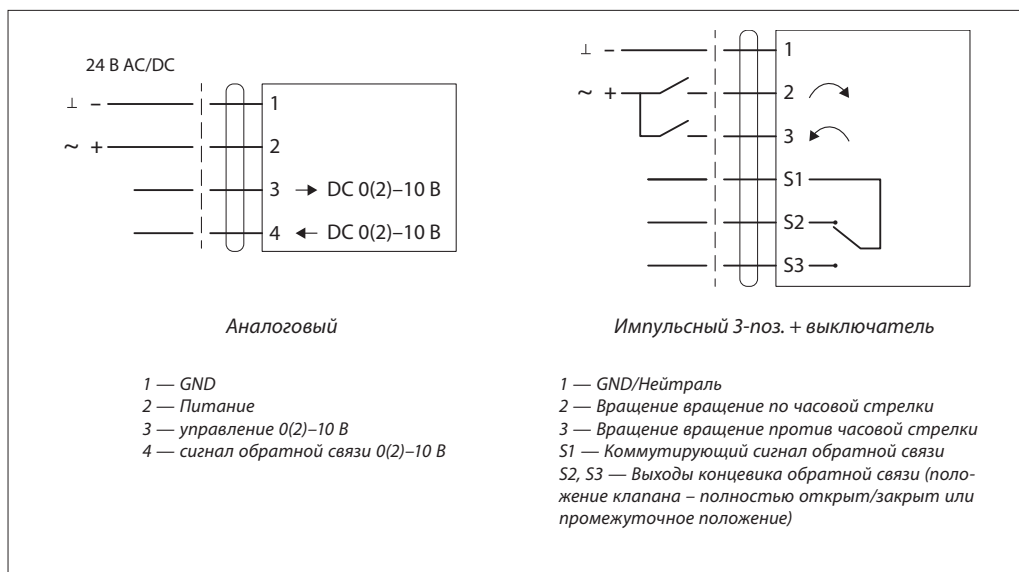 24 В AC/DC
⊥ –
1
~ +
2
3 → DC 0(2)–10 В
4 ← DC 0(2)–10 В
Аналоговый
1 — GND
2 — Питание
3 — управление 0(2)–10 В
4 — сигнал обратной связи 0(2)–10 В
⊥ –
1
~ +
2
3
S1
S2
S3
Импульсный 3-поз. + выключатель
1 — GND/Нейтраль
2 — Вращение вращение по часовой стрелки
3 — Вращение вращение против часовой стрелки
S1 — Коммутирующий сигнал обратной связи
S2, S3 — Выходы концевика обратной связи (поло-
жение клапана – полностью открыт/закрыт или
промежуточное положение)